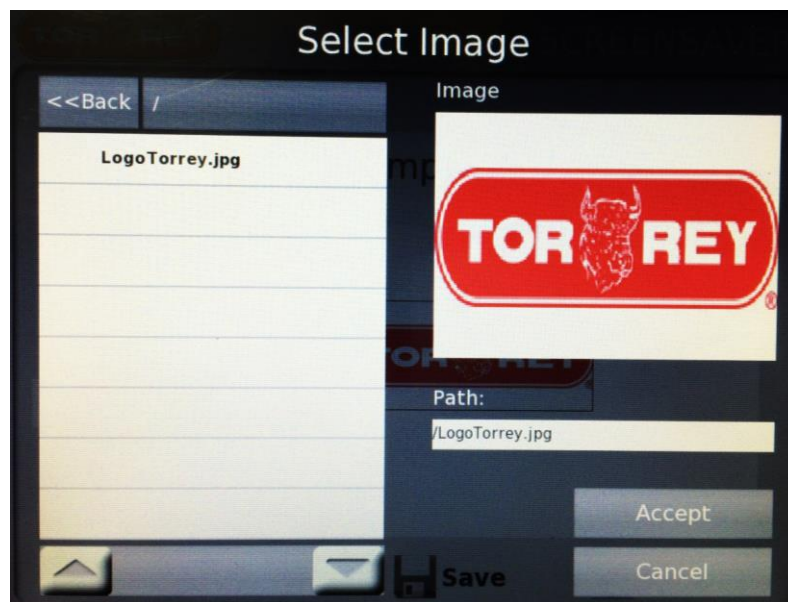 Select Image
<<Back /
LogoTorrey.jpg
Image
TOR REY
®
Path:
/LogoTorrey.jpg
Accept
Cancel
Save